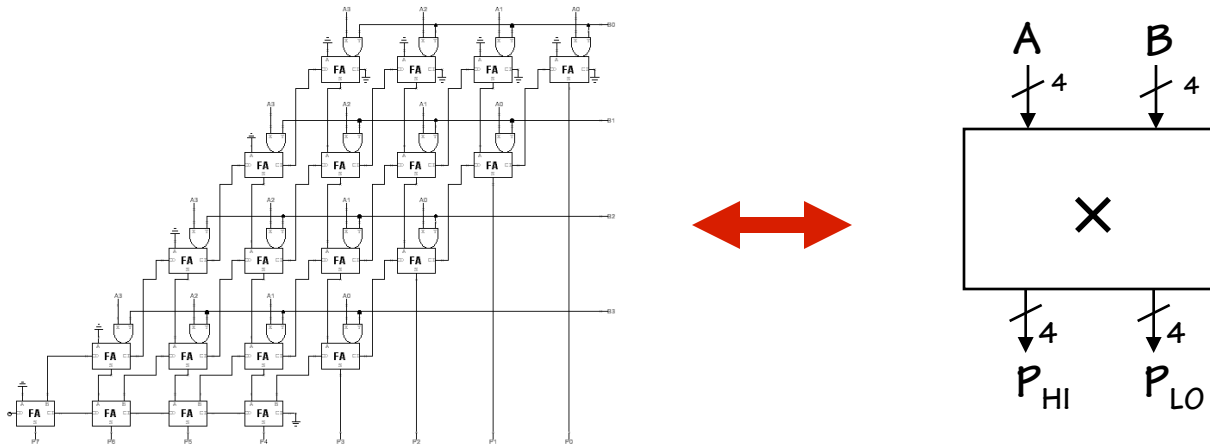 A3 A2 A1 A0
B0
FA FA FA FA
A3 A2 A1 A0
B1
FA FA FA FA
A3 A2 A1 A0
B2
FA FA FA FA
A3 A2 A1 A0
B3
FA FA FA FA
FA FA FA FA
P7 P6 P5 P4 P3 P2 P1 P0
A B
4 4
×
4 4
PHI PLO